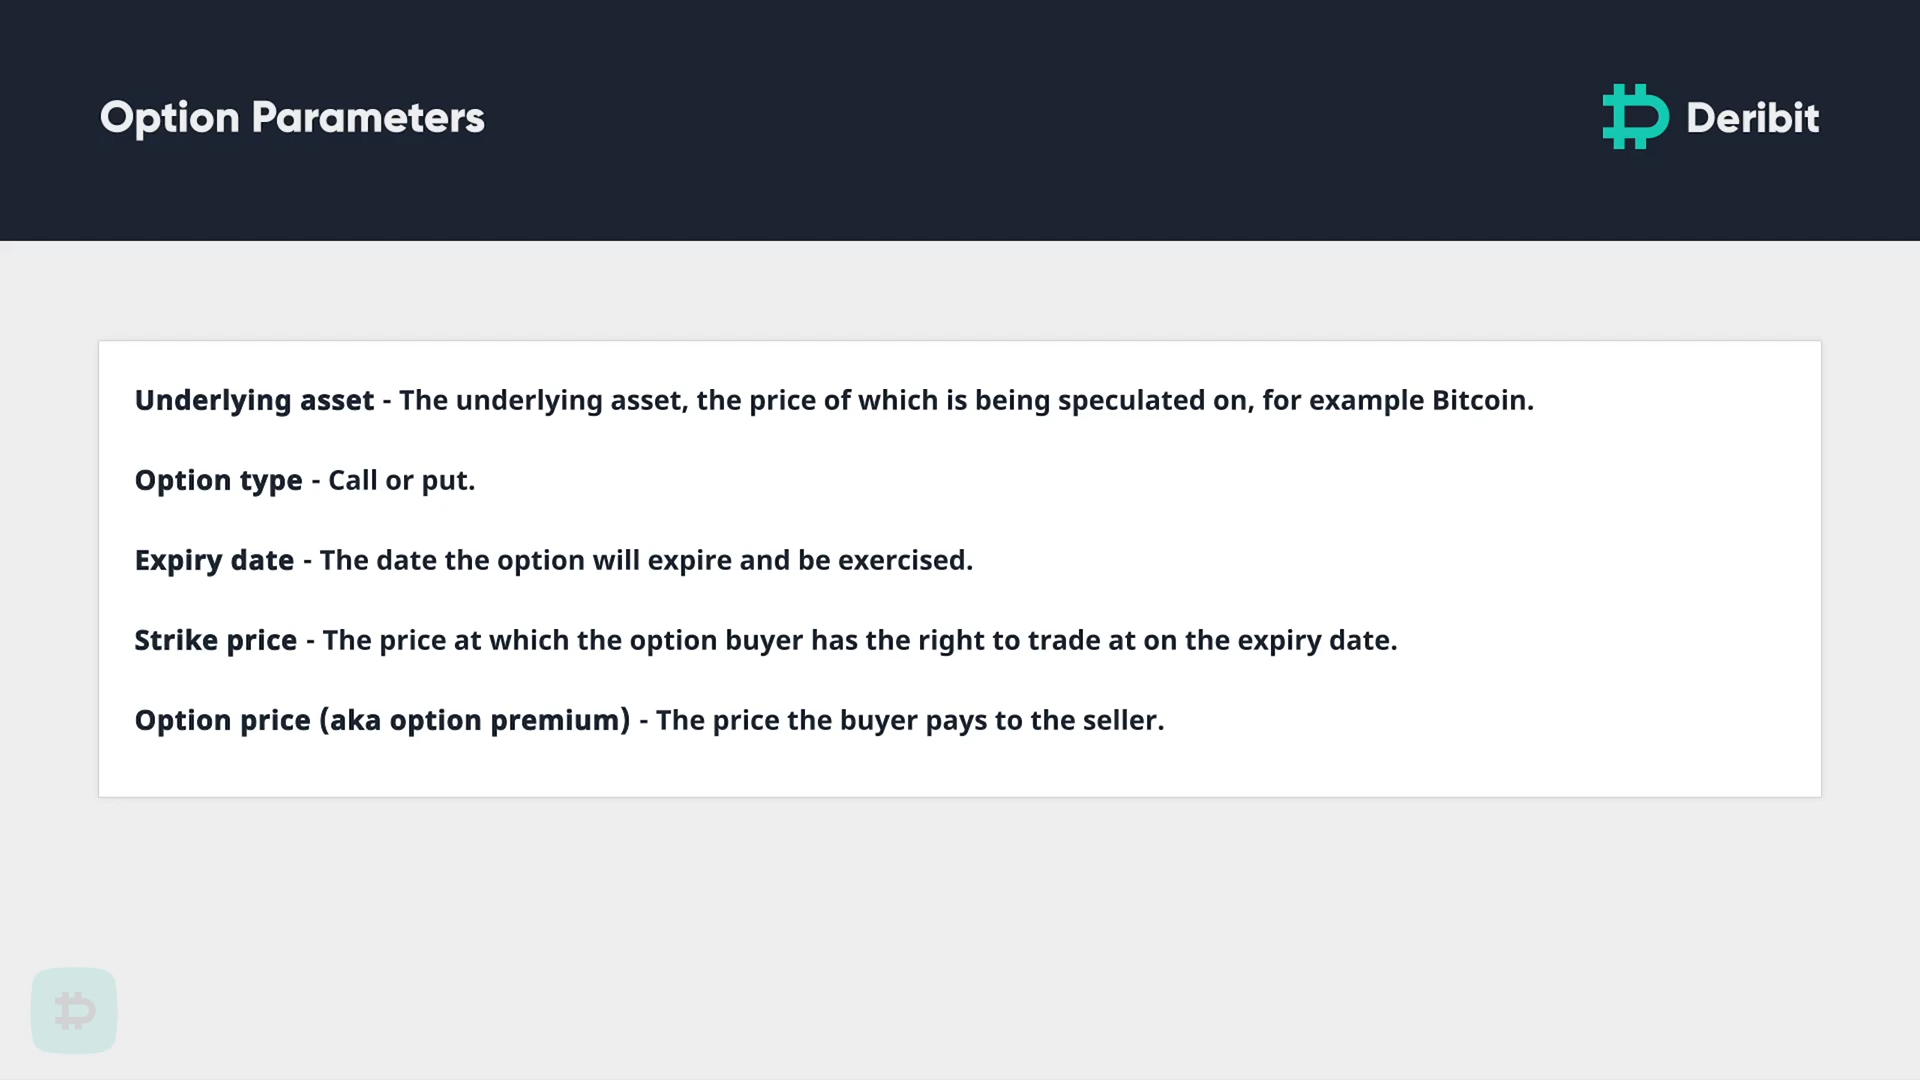 Option Parameters
Deribit
Underlying asset - The underlying asset, the price of which is being speculated on, for example Bitcoin.
Option type - Call or put.
Expiry date - The date the option will expire and be exercised.
Strike price - The price at which the option buyer has the right to trade at on the expiry date.
Option price (aka option premium) - The price the buyer pays to the seller.